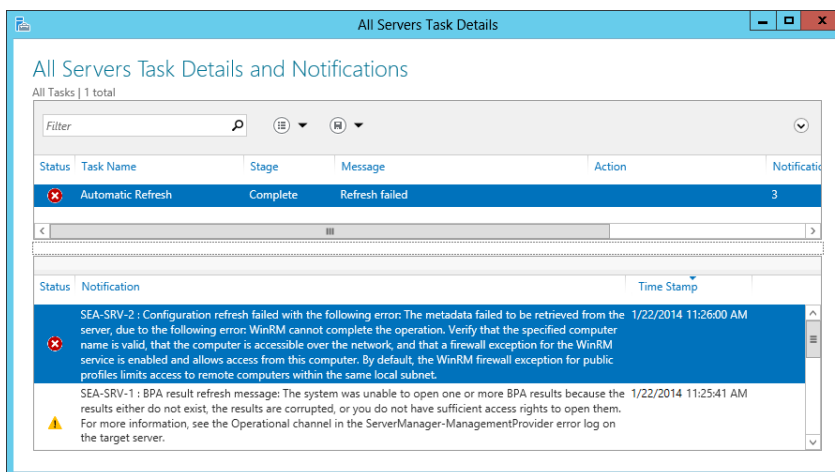 All Servers Task Details
All Servers Task Details and Notifications
All Tasks | 1 total
Filter
Status Task Name Stage Message Action Notificatio
Automatic Refresh Complete Refresh failed 3
Status Notification Time Stamp
SEA-SRV-2 : Configuration refresh failed with the following error: The metadata failed to be retrieved from the 1/22/2014 11:26:00 AM
server, due to the following error: WinRM cannot complete the operation. Verify that the specified computer
name is valid, that the computer is accessible over the network, and that a firewall exception for the WinRM
service is enabled and allows access from this computer. By default, the WinRM firewall exception for public
profiles limits access to remote computers within the same local subnet.
SEA-SRV-1 : BPA result refresh message: The system was unable to open one or more BPA results because the 1/22/2014 11:25:41 AM
results either do not exist, the results are corrupted, or you do not have sufficient access rights to open them.
For more information, see the Operational channel in the ServerManager-ManagementProvider error log on
the target server.